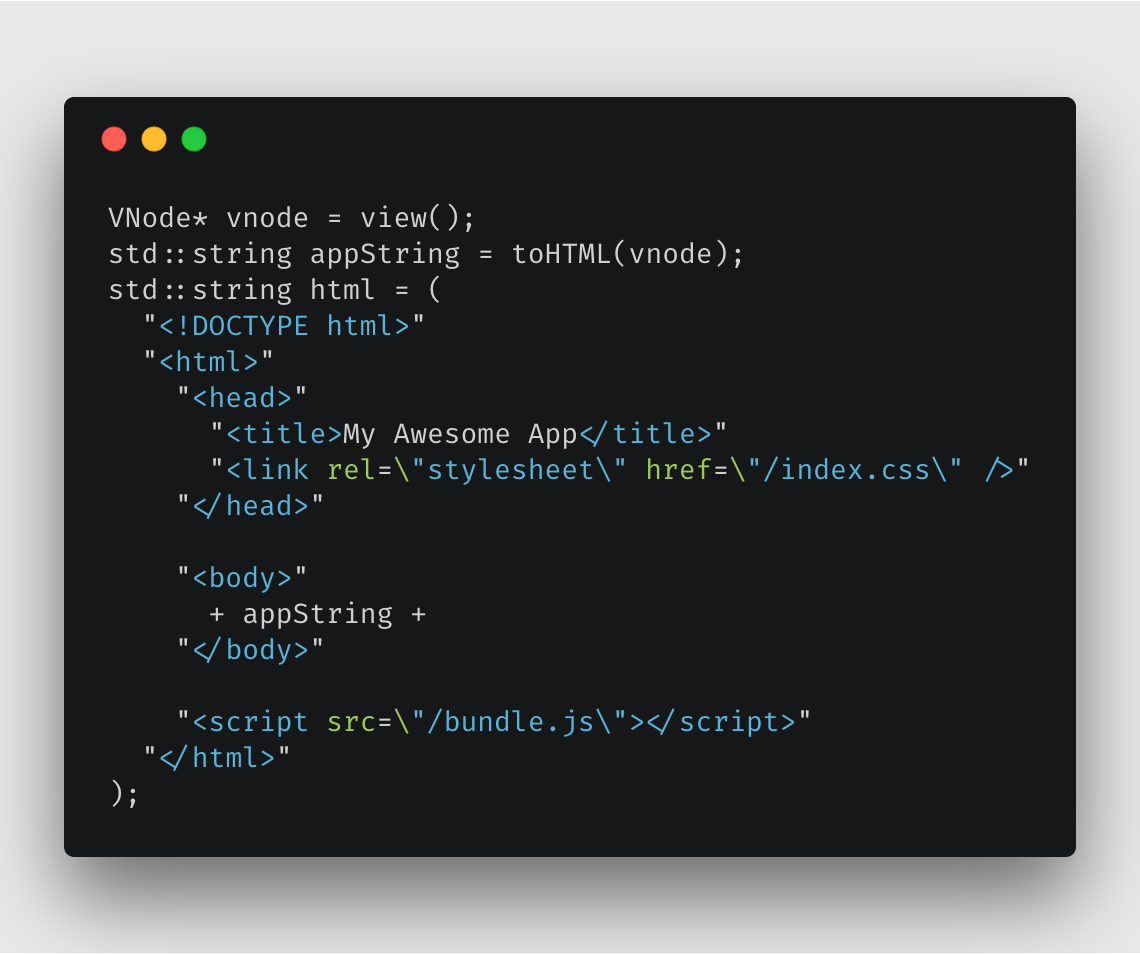 VNode* vnode = view();
std::string appString = toHTML(vnode);
std::string html = (
  "<!DOCTYPE html>"
  "<html>"
    "<head>"
      "<title>My Awesome App</title>"
      "<link rel=\"stylesheet\" href=\"/index.css\" />"
    "</head>"

    "<body>"
      + appString +
    "</body>"

    "<script src=\"/bundle.js\"></script>"
  "</html>"
);